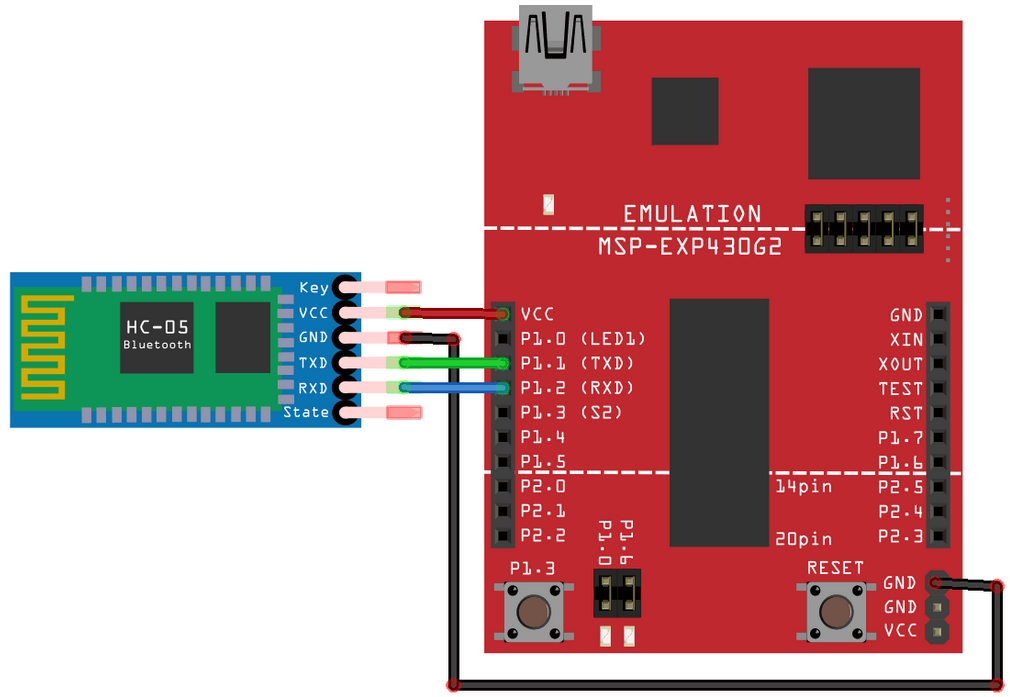 EMULATION
MSP-EXP430G2
HC-05
Bluetooth
Key
VCC
GND
TXD
RXD
State
VCC
P1.0 (LED1)
P1.1 (TXD)
P1.2 (RXD)
P1.3 (S2)
P1.4
P1.5
P2.0
P2.1
P2.2
GND
XIN
XOUT
TEST
RST
P1.7
P1.6
P2.5
P2.4
P2.3
14pin
20pin
P1.0
P1.6
P1.3
RESET
GND
GND
VCC